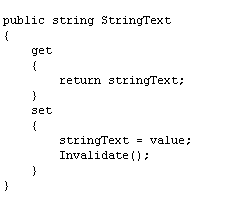 public string StringText
{
    get
    {
        return stringText;
    }
    set
    {
        stringText = value;
        Invalidate();
    }
}